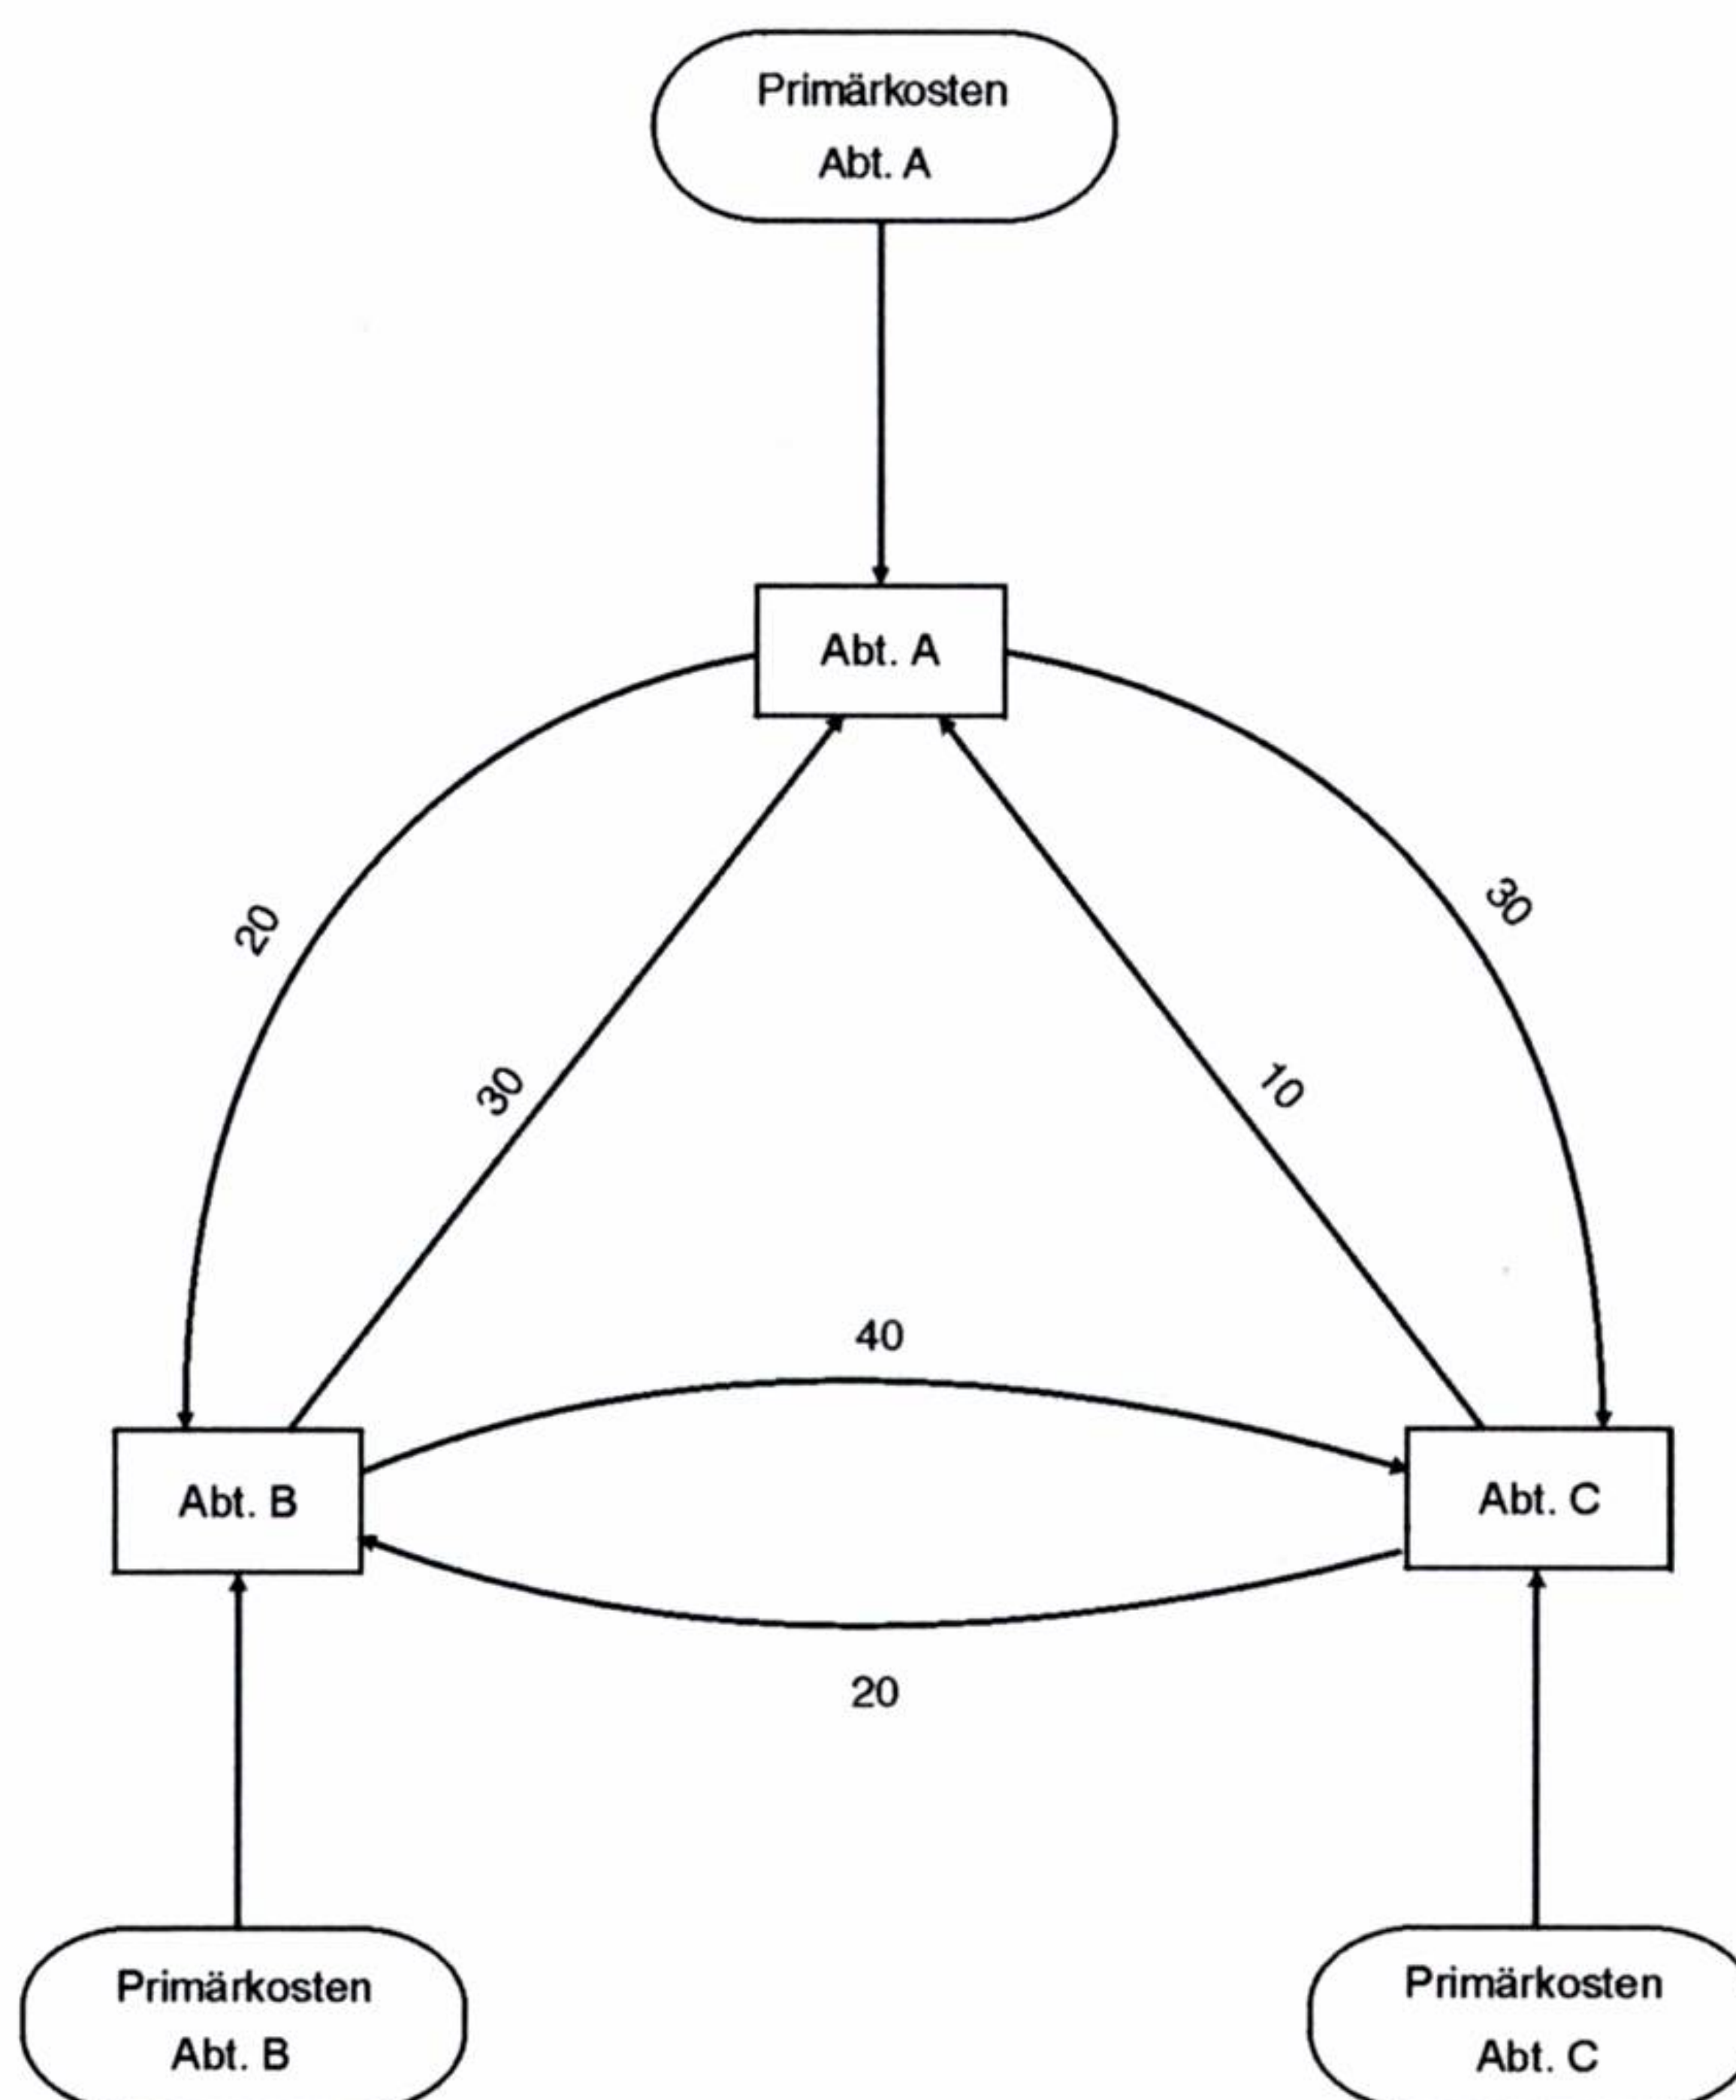 Primärkosten
Abt. A
Abt. A
20
30
30
10
40
Abt. B
Abt. C
20
Primärkosten
Abt. B
Primärkosten
Abt. C